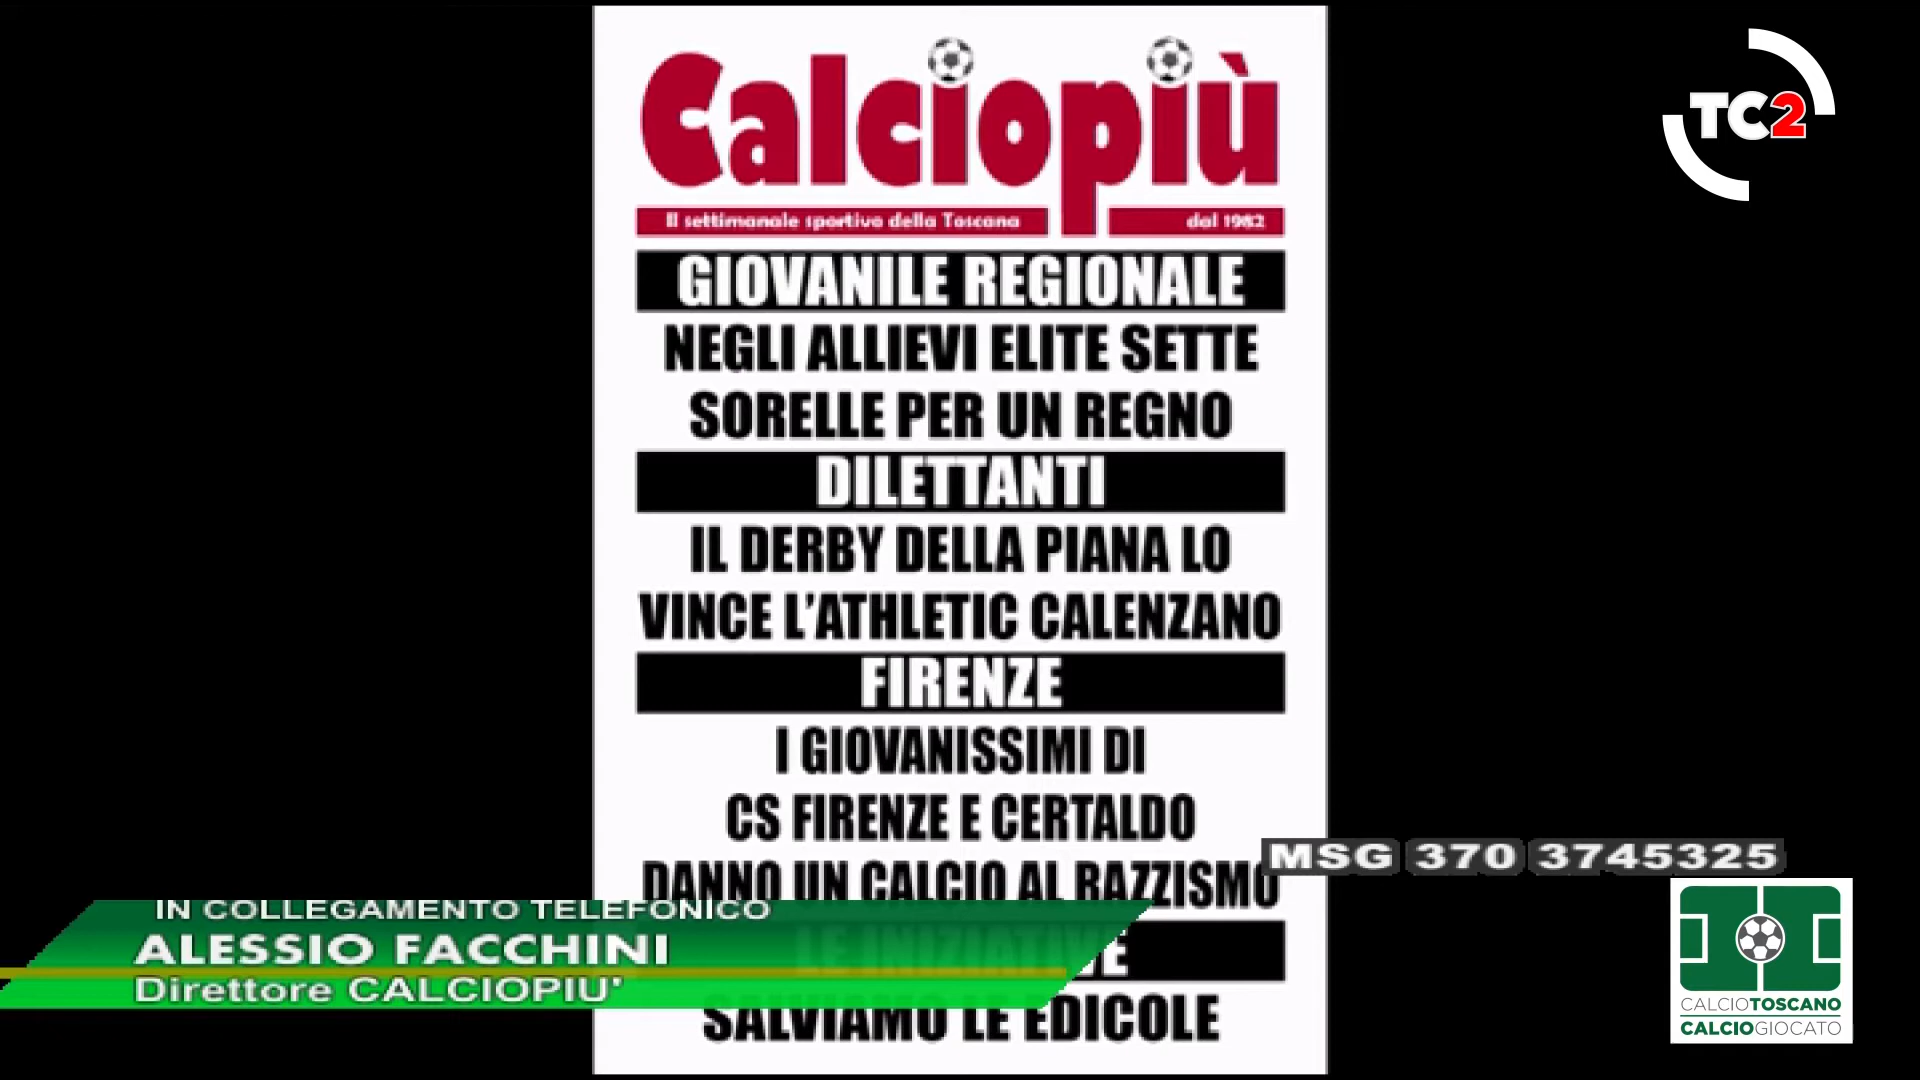 Calciopiù
Il settimanale sportivo della Toscana
dal 1982
GIOVANILE REGIONALE
NEGLI ALLIEVI ELITE SETTE
SORELLE PER UN REGNO
DILETTANTI
IL DERBY DELLA PIANA LO
VINCE L'ATHLETIC CALENZANO
FIRENZE
I GIOVANISSIMI DI
CS FIRENZE E CERTALDO
DANNO UN CALCIO AL RAZZISMO
LE INIZIATIVE
SALVIAMO LE EDICOLE
IN COLLEGAMENTO TELEFONICO
ALESSIO FACCHINI
Direttore CALCIOPIU'
TC2
MSG 370 3745325
CALCIOTOSCANO
CALCIOGIOCATO